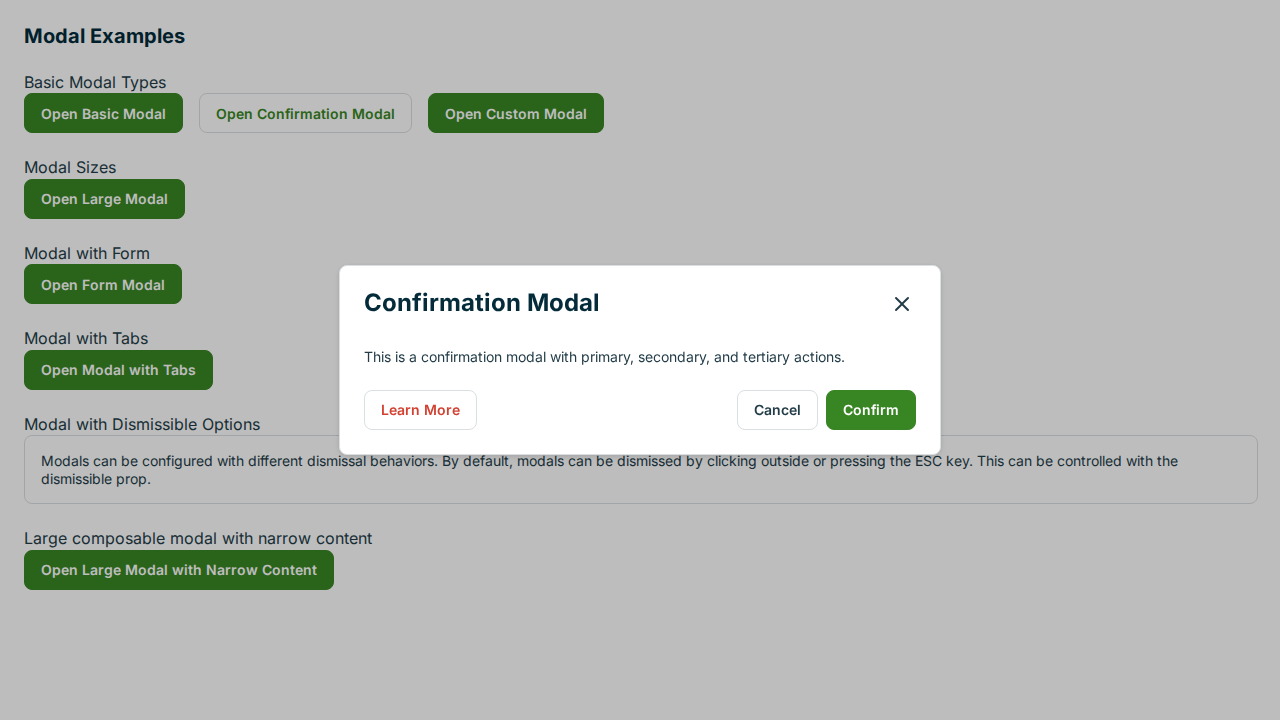 Modal Examples
Basic Modal Types
Open Basic Modal
Open Confirmation Modal
Open Custom Modal
Modal Sizes
Open Large Modal
Modal with Form
Open Form Modal
Modal with Tabs
Open Modal with Tabs
Confirmation Modal
This is a confirmation modal with primary, secondary, and tertiary actions.
Learn More
Cancel
Confirm
Modal with Dismissible Options
Modals can be configured with different dismissal behaviors. By default, modals can be dismissed by clicking outside or pressing the ESC key. This can be controlled with the
dismissible prop.
Large composable modal with narrow content
Open Large Modal with Narrow Content